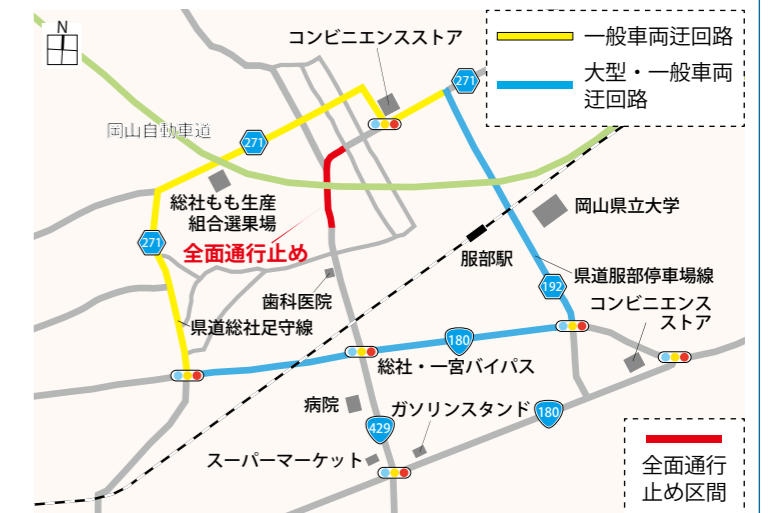 N
コンビニエンスストア
271
一般車両迂回路
大型・一般車両
迂回路
岡山自動車道
271
総社もも生産
組合選果場
岡山県立大学
271
全面通行止め
服部駅
県道服部停車場線
歯科医院
192
コンビニエンス
ストア
県道総社足守線
180
総社・一宮バイパス
病院
ガソリンスタンド
180
429
スーパーマーケット
全面通行
止め区間